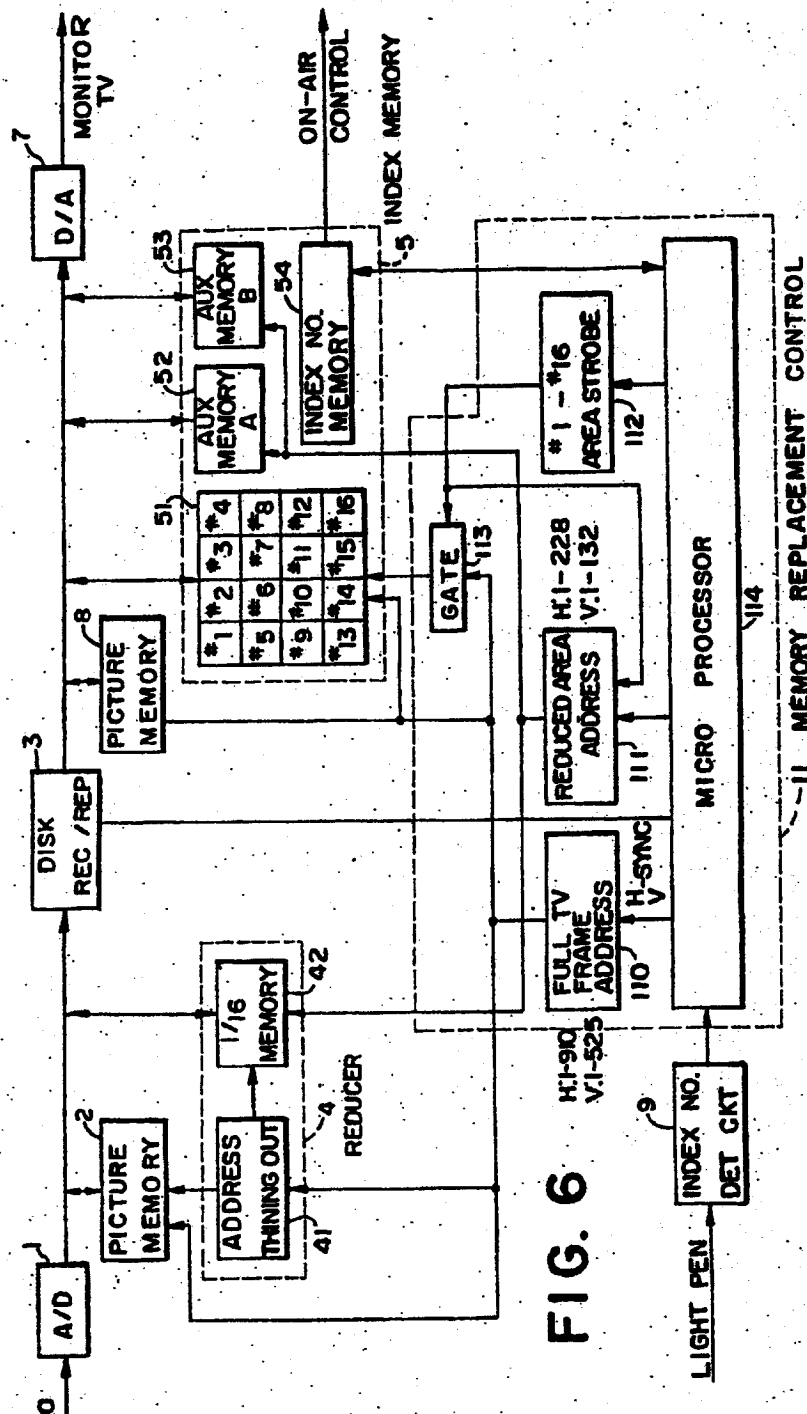 1
A/D
2
PICTURE
MEMORY
ADDRESS
THINING OUT
41
1/16
MEMORY
42
4
REDUCER
3
DISK
REC/REP
8
PICTURE
MEMORY
51
#1 #2 #3 #4
#5 #6 #7 #8
#9 #10 #11 #12
#13 #14 #15 #16
52
AUX
MEMORY
A
53
AUX
MEMORY
B
54
INDEX NO.
MEMORY
5
INDEX MEMORY
7
D/A
MONITOR
TV
ON-AIR
CONTROL
FIG. 6
H:1-910
V:1-525
FULL TV
FRAME
ADDRESS
110
H-SYNC
V
REDUCED AREA
ADDRESS
111
H:1-228
V:1-132
GATE
113
#1-#16
AREA STROBE
112
LIGHT PEN
9
INDEX NO.
DET CKT
MICRO PROCESSOR
114
11 MEMORY REPLACEMENT CONTROL